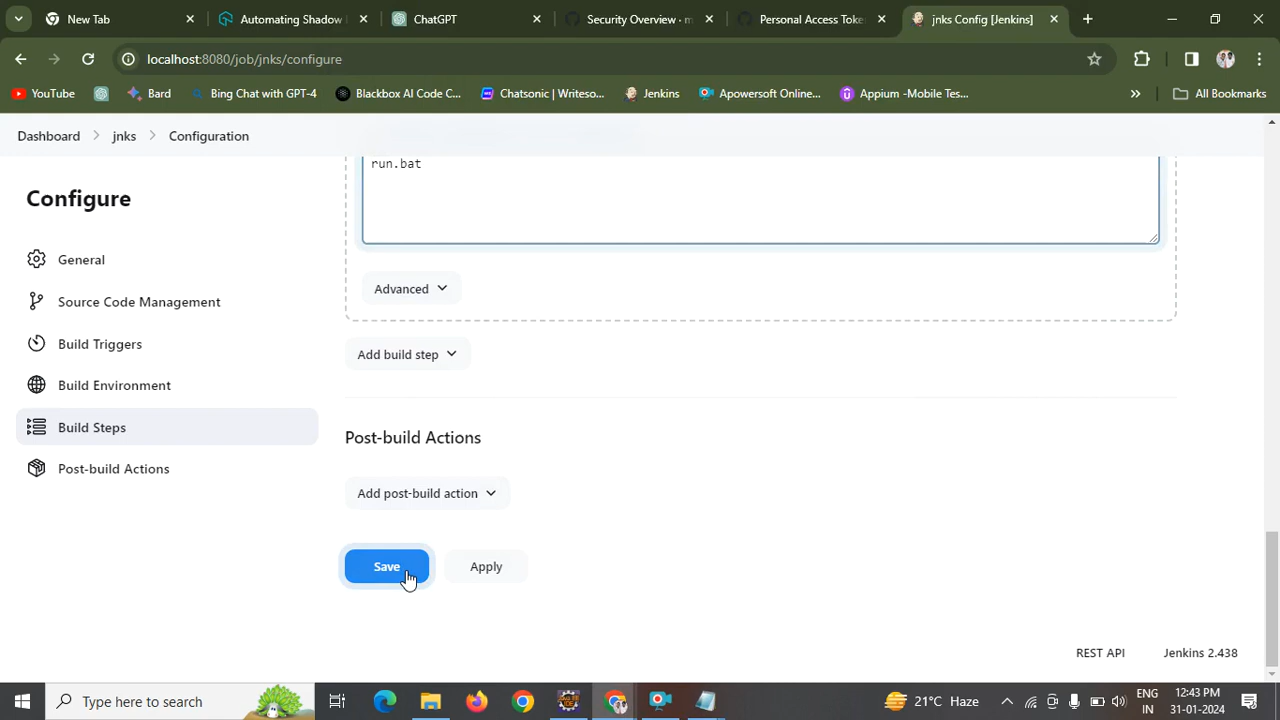 New Tab
Automating Shadow
ChatGPT
Security Overview · m
Personal Access Toke
jnks Config [Jenkins]
localhost:8080/job/jnks/configure
YouTube
Bard
Bing Chat with GPT-4
Blackbox AI Code C...
Chatsonic | Writeso...
Jenkins
Apowersoft Online...
Appium -Mobile Tes...
All Bookmarks
Dashboard
jnks
Configuration
Configure
General
Source Code Management
Build Triggers
Build Environment
Build Steps
Post-build Actions
run.bat
Advanced
Add build step
Post-build Actions
Add post-build action
Save
Apply
REST API
Jenkins 2.438
Type here to search
21°C Haze
ENG
IN
12:43 PM
31-01-2024